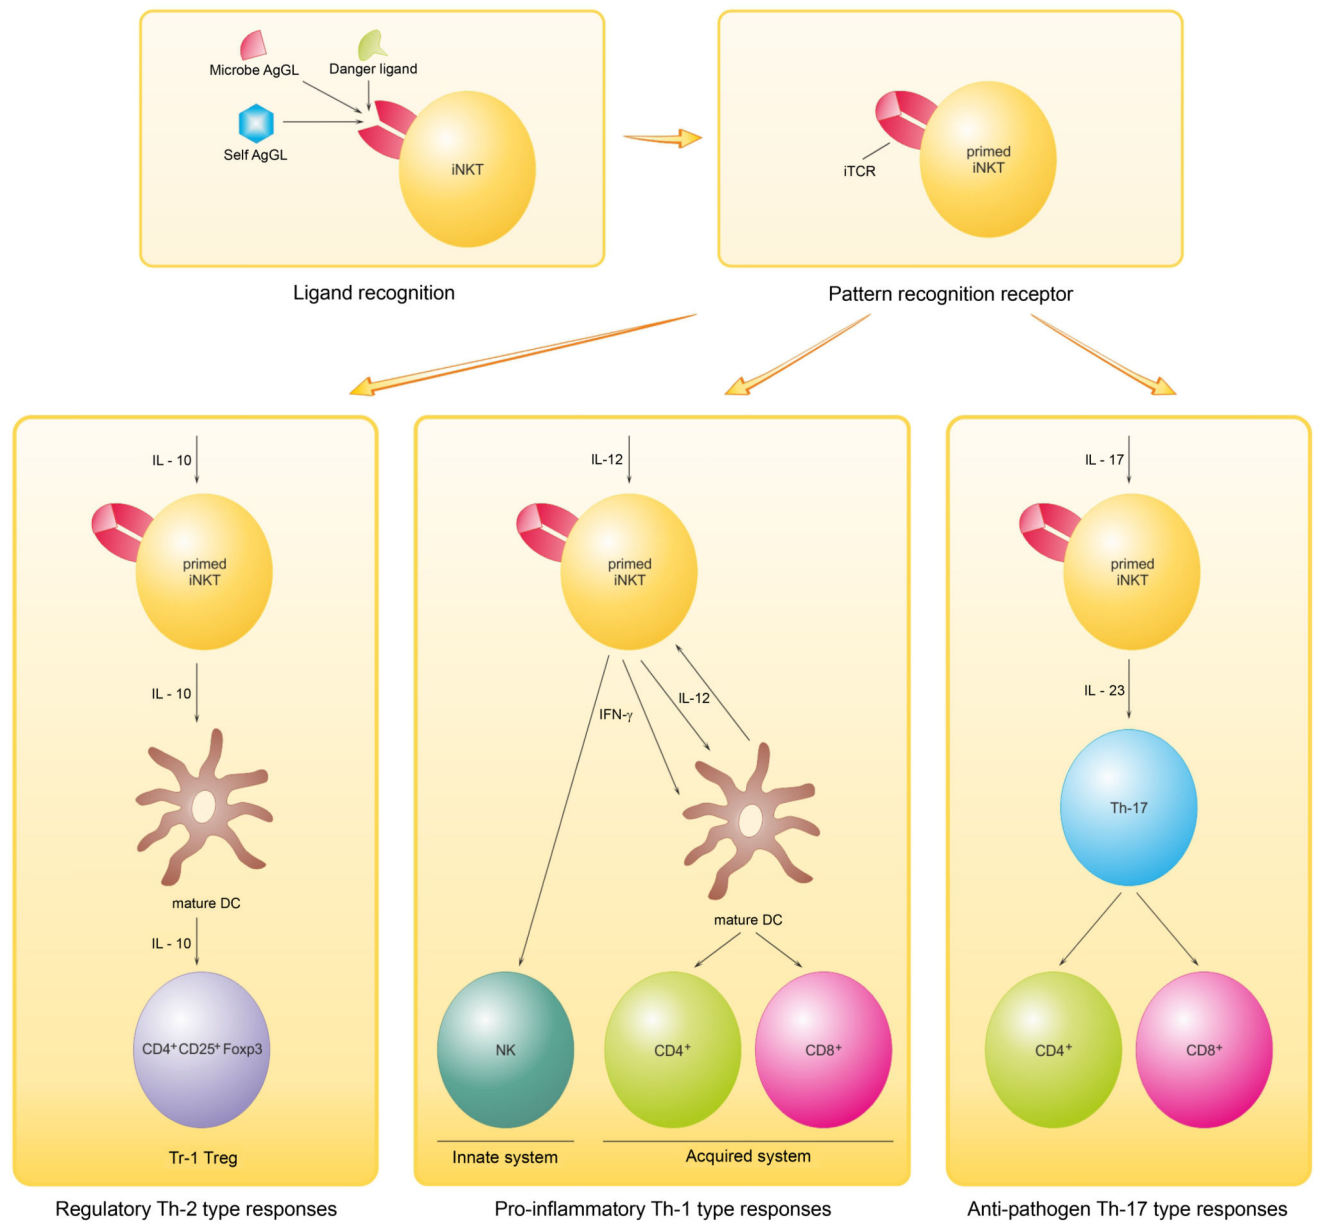 Microbe AgGL
Danger ligand
Self AgGL
iNKT
Ligand recognition
iTCR
primed
iNKT
Pattern recognition receptor
IL - 10
primed
iNKT
IL - 10
mature DC
IL - 10
CD4⁺CD25⁺Foxp3
Tr-1 Treg
Regulatory Th-2 type responses
IL-12
primed
iNKT
IFN-γ
IL-12
mature DC
NK
CD4⁺
CD8⁺
Innate system
Acquired system
Pro-inflammatory Th-1 type responses
IL - 17
primed
iNKT
IL - 23
Th-17
CD4⁺
CD8⁺
Anti-pathogen Th-17 type responses